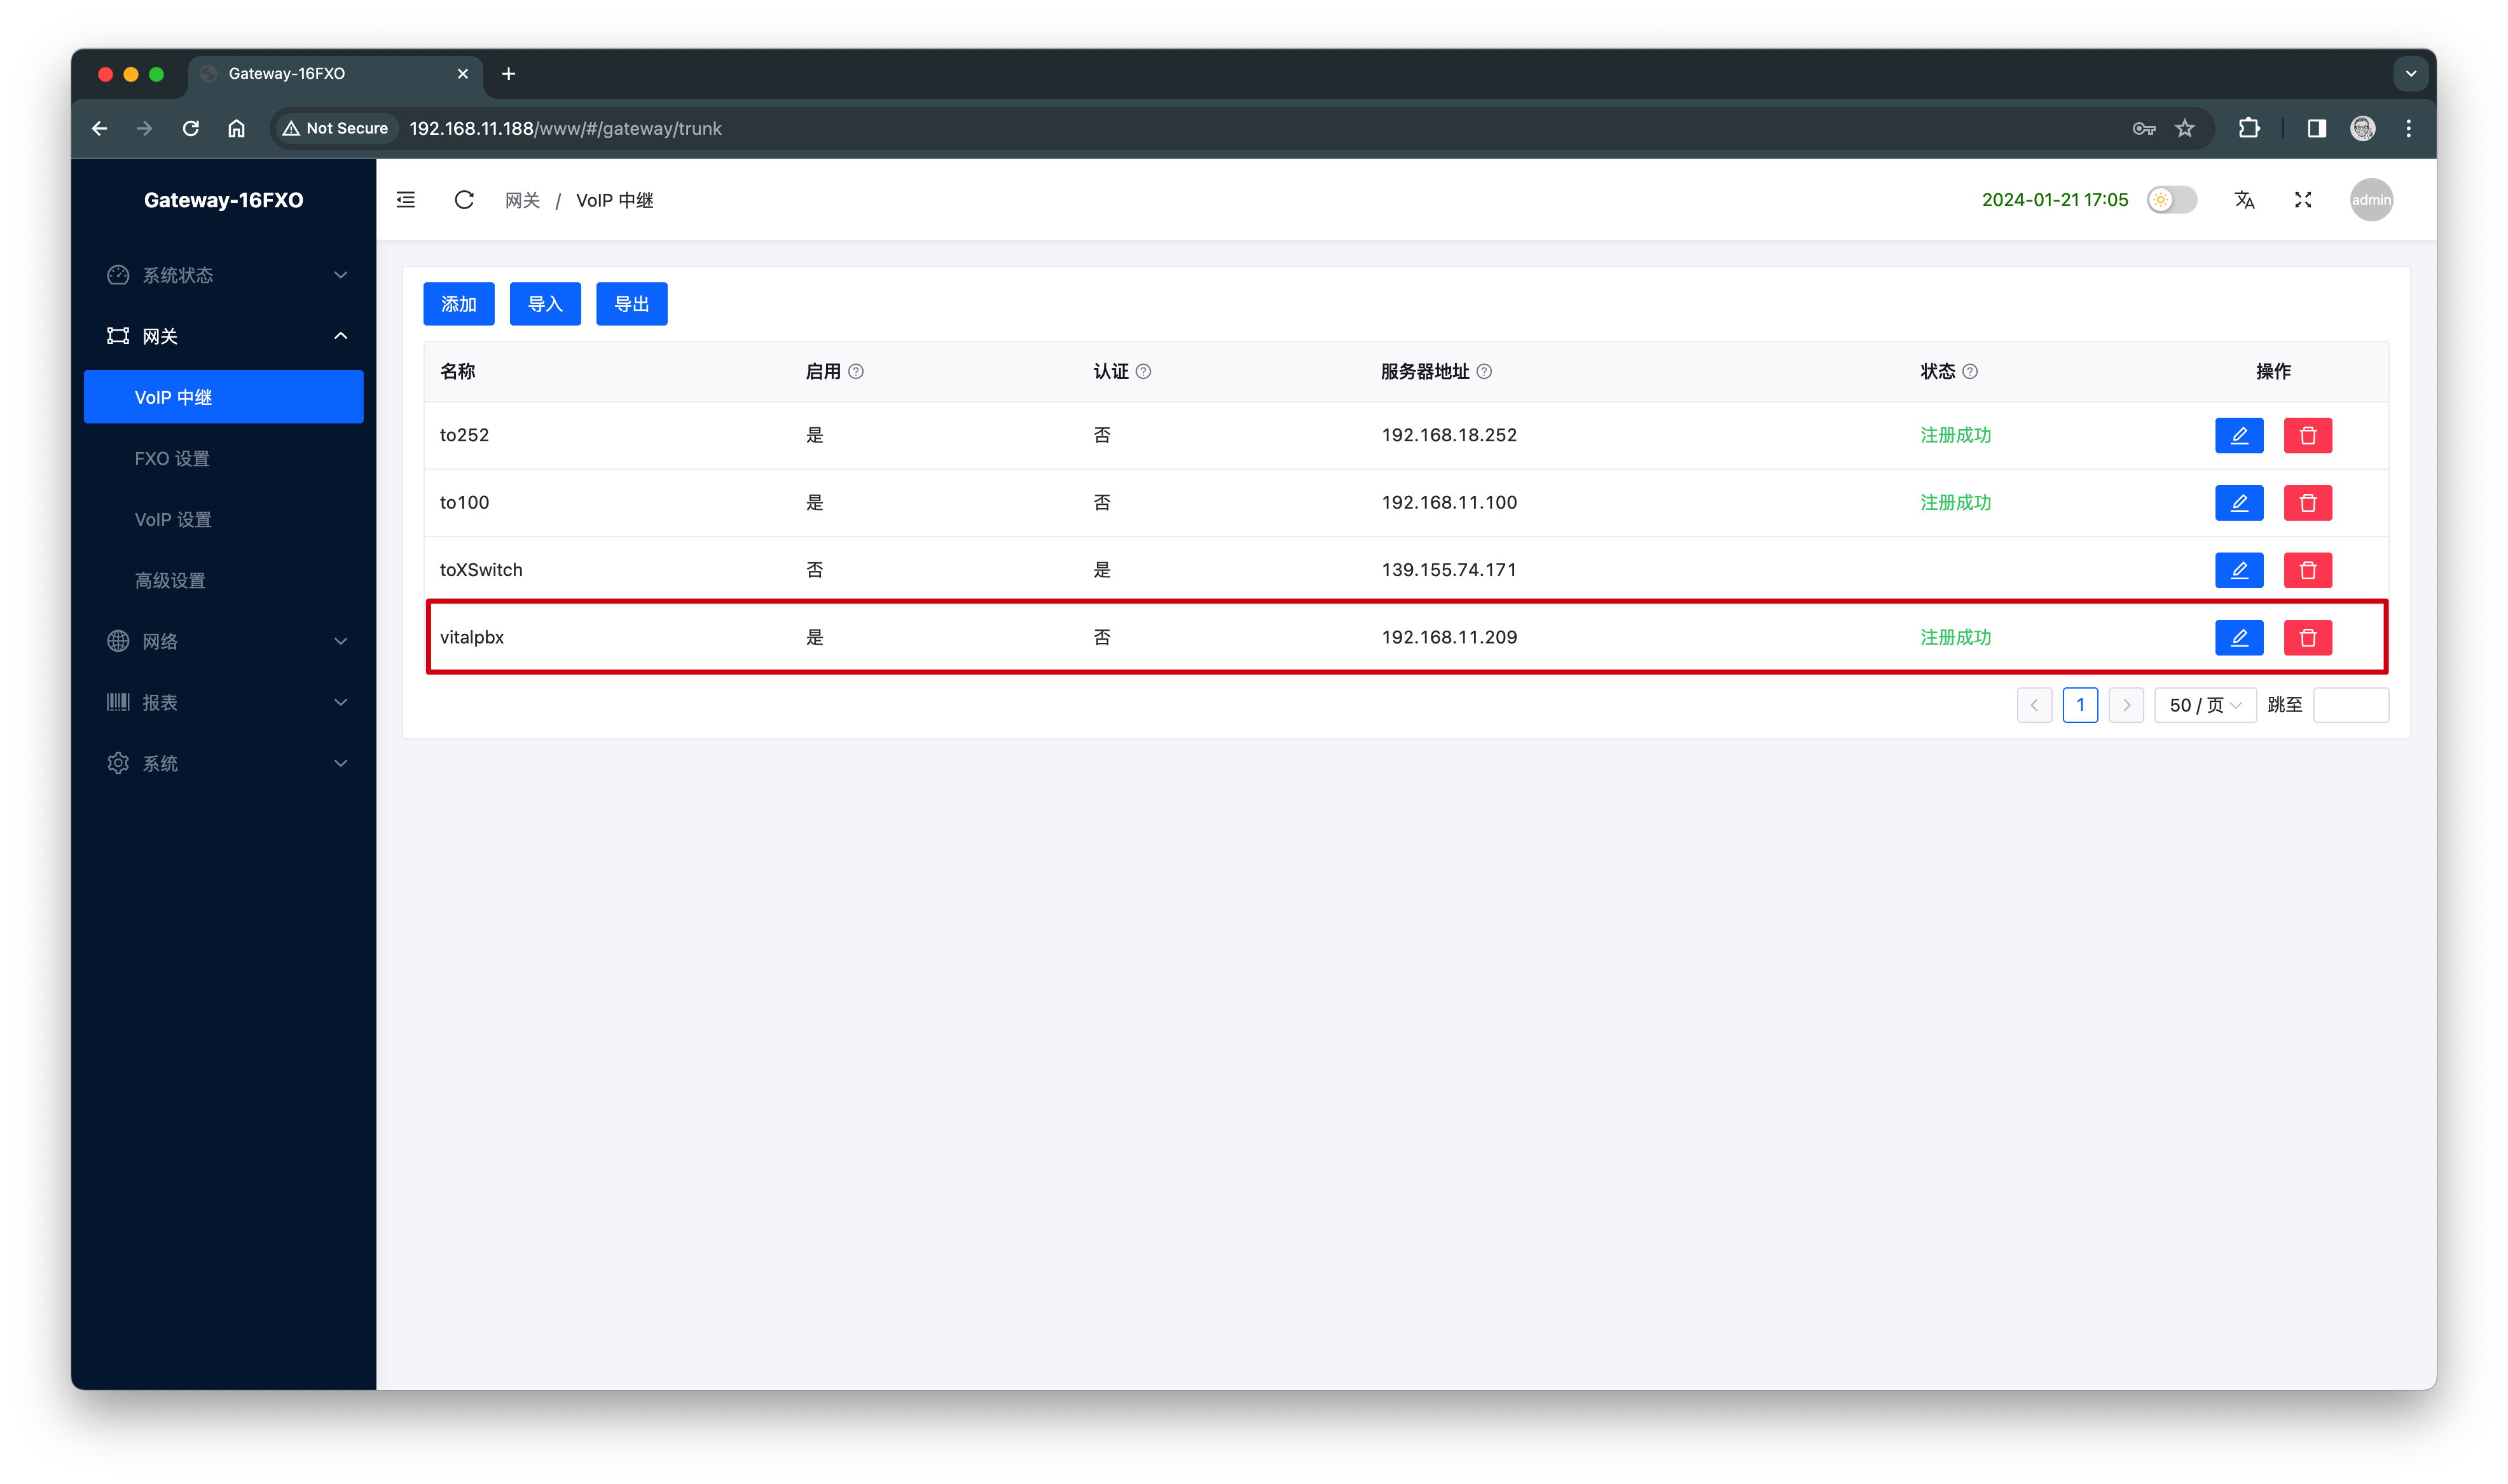 Gateway-16FXO
Not Secure 192.168.11.188/www/#/gateway/trunk
Gateway-16FXO
网关 / VoIP 中继
2024-01-21 17:05
admin
系统状态
网关
VoIP 中继
FXO 设置
VoIP 设置
高级设置
网络
报表
系统
添加 导入 导出
名称 启用 认证 服务器地址 状态 操作
to252 是 否 192.168.18.252 注册成功
to100 是 否 192.168.11.100 注册成功
toXSwitch 否 是 139.155.74.171
vitalpbx 是 否 192.168.11.209 注册成功
1 50 / 页 跳至